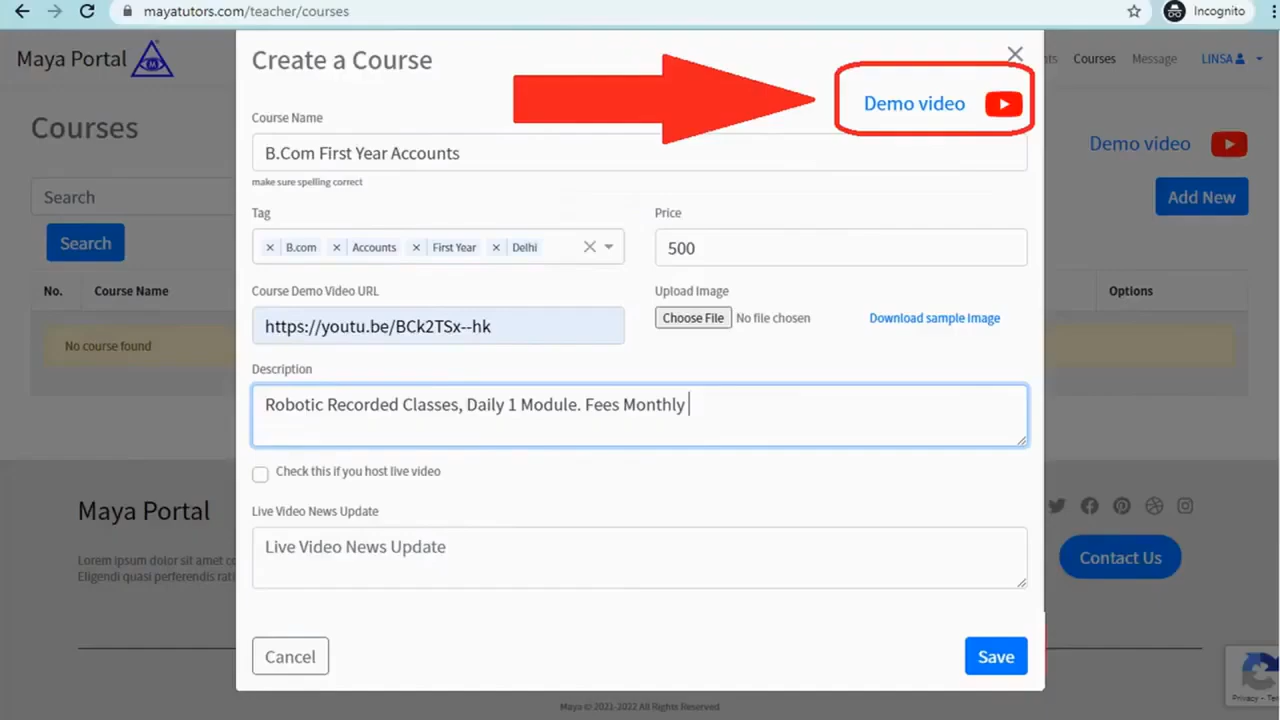 mayatutors.com/teacher/courses
Incognito
Maya Portal
Create a Course
nts Courses Message LINSA
Demo video
Courses
Course Name
B.Com First Year Accounts
Demo video
make sure spelling correct
Search
Add New
Tag
Price
B.com Accounts First Year Delhi
500
Search
No. Course Name
Course Demo Video URL
Upload Image
Options
https://youtu.be/BCk2TSx--hk
Choose File No file chosen
Download sample Image
No course found
Description
Robotic Recorded Classes, Daily 1 Module. Fees Monthly
Check this if you host live video
Maya Portal
Live Video News Update
Live Video News Update
Lorem ipsum dolor sit amet co
Eligendi quasi perferendis rati
Contact Us
Cancel
Save
Privacy - Te
Maya © 2021-2022 All Rights Reserved